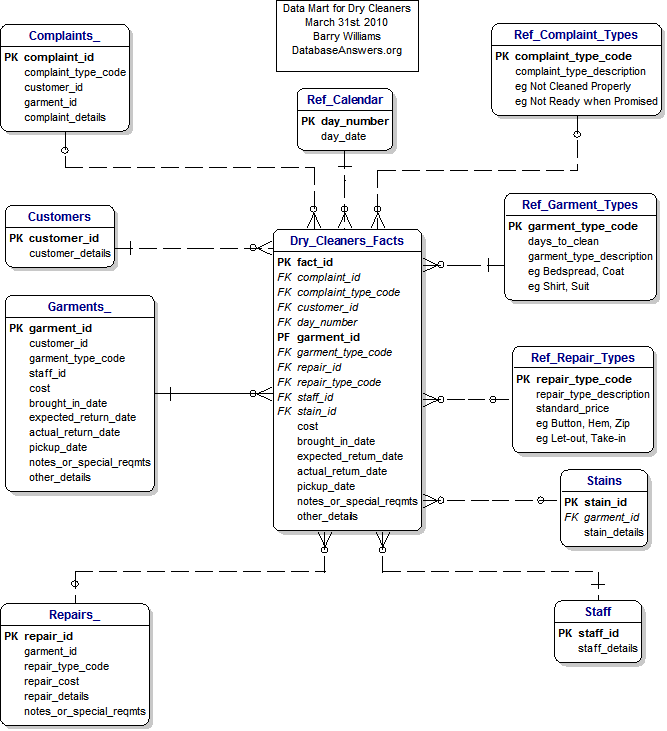 Data Mart for Dry Cleaners
March 31st. 2010
Barry Williams
DatabaseAnswers.org
Complaints_
PK complaint_id
complaint_type_code
customer_id
garment_id
complaint_details
Ref_Calendar
PK day_number
day_date
Ref_Complaint_Types
PK complaint_type_code
complaint_type_description
eg Not Cleaned Properly
eg Not Ready when Promised
Customers
PK customer_id
customer_details
Ref_Garment_Types
PK garment_type_code
days_to_clean
garment_type_description
eg Bedspread, Coat
eg Shirt, Suit
Dry_Cleaners_Facts
PK fact_id
FK complaint_id
FK complaint_type_code
FK customer_id
FK day_number
PF garment_id
FK garment_type_code
FK repair_id
FK repair_type_code
FK staff_id
FK stain_id
cost
brought_in_date
expected_return_date
actual_return_date
pickup_date
notes_or_special_reqmts
other_details
Garments_
PK garment_id
customer_id
garment_type_code
staff_id
cost
brought_in_date
expected_return_date
actual_return_date
pickup_date
notes_or_special_reqmts
other_details
Ref_Repair_Types
PK repair_type_code
repair_type_description
standard_price
eg Button, Hem, Zip
eg Let-out, Take-in
Stains
PK stain_id
FK garment_id
stain_details
Repairs_
PK repair_id
garment_id
repair_type_code
repair_cost
repair_details
notes_or_special_reqmts
Staff
PK staff_id
staff_details